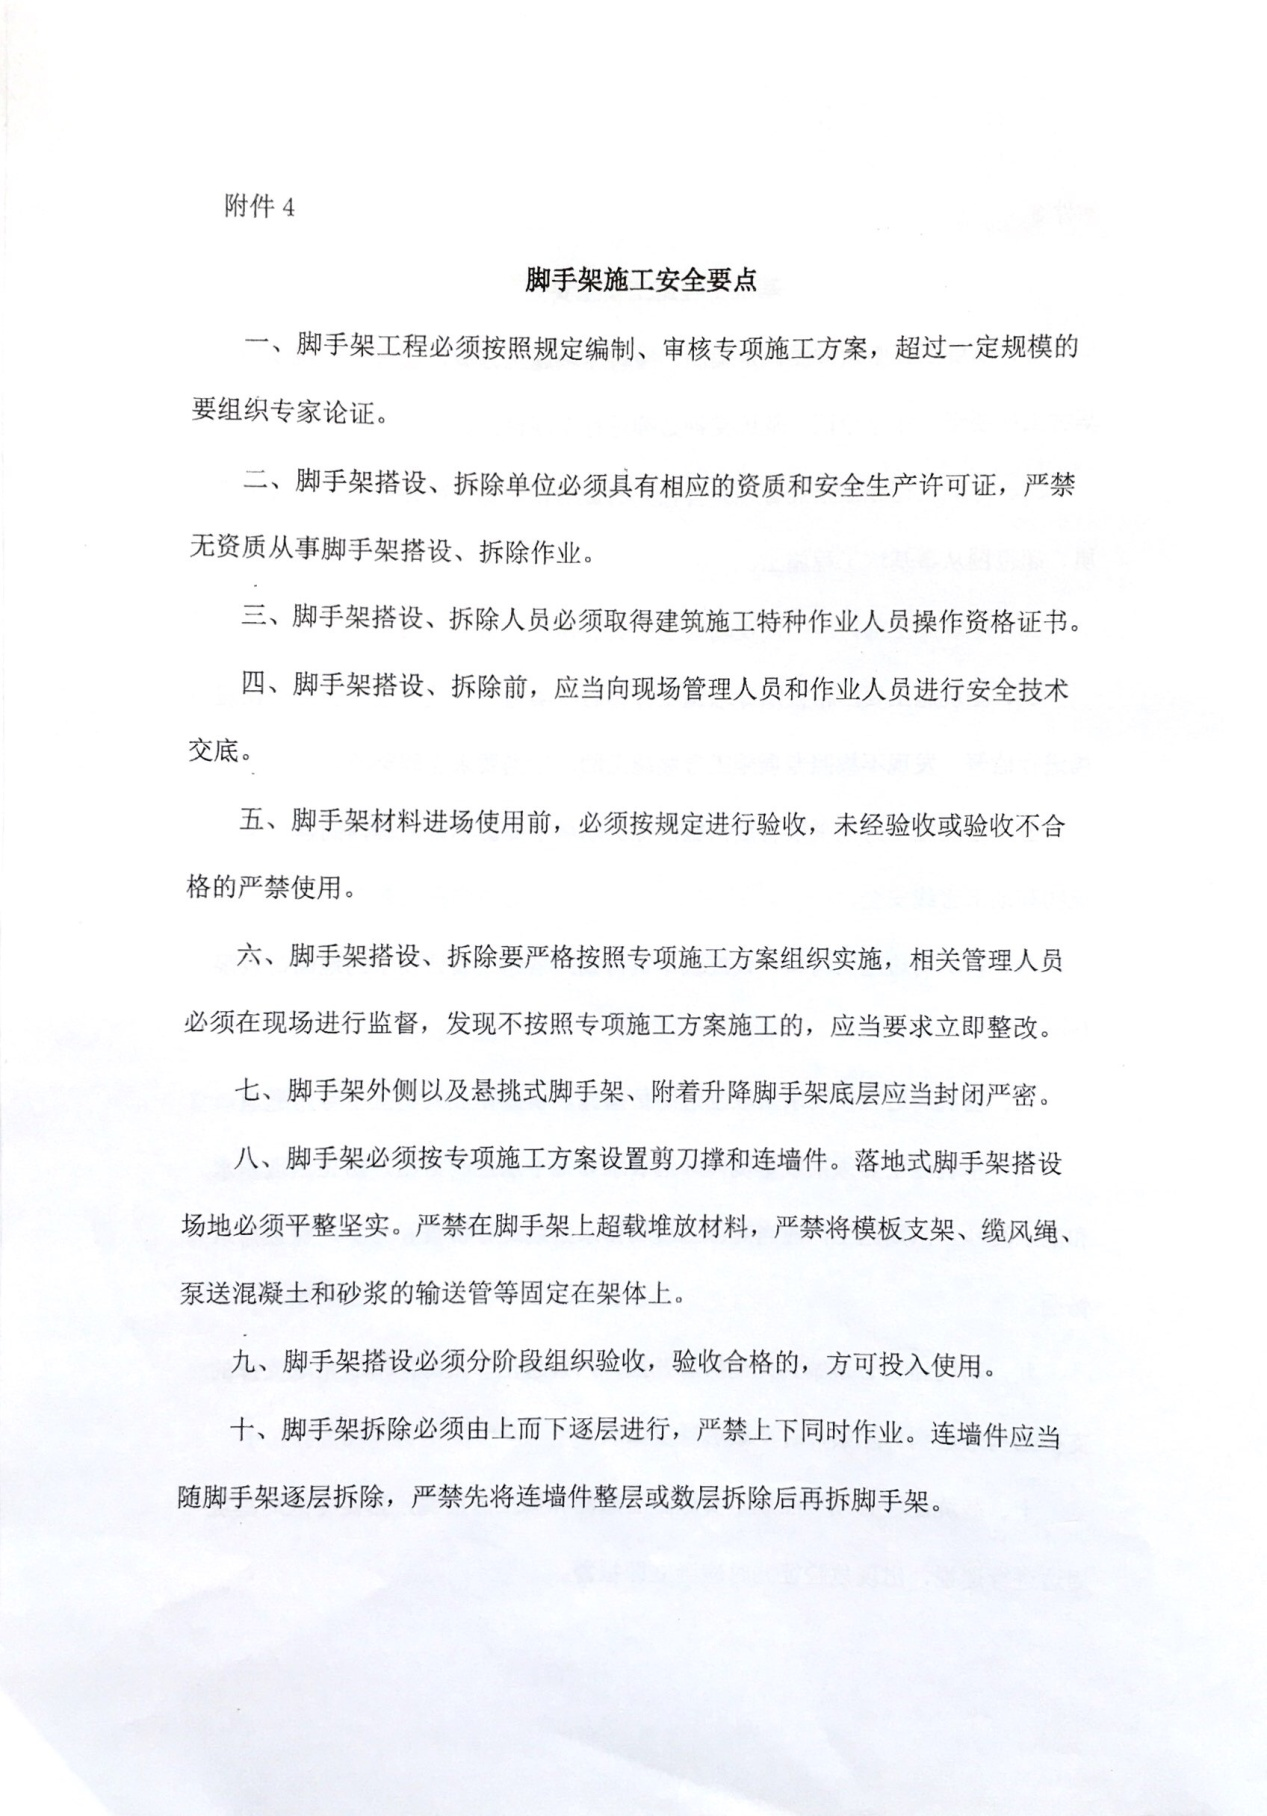 附件 4
脚手架施工安全要点
一、脚手架工程必须按照规定编制、审核专项施工方案，超过一定规模的
要组织专家论证。
二、脚手架搭设、拆除单位必须具有相应的资质和安全生产许可证，严禁
无资质从事脚手架搭设、拆除作业。
三、脚手架搭设、拆除人员必须取得建筑施工特种作业人员操作资格证书。
四、脚手架搭设、拆除前，应当向现场管理人员和作业人员进行安全技术
交底。
五、脚手架材料进场使用前，必须按规定进行验收，未经验收或验收不合
格的严禁使用。
六、脚手架搭设、拆除要严格按照专项施工方案组织实施，相关管理人员
必须在现场进行监督，发现不按照专项施工方案施工的，应当要求立即整改。
七、脚手架外侧以及悬挑式脚手架、附着升降脚手架底层应当封闭严密。
八、脚手架必须按专项施工方案设置剪刀撑和连墙件。落地式脚手架搭设
场地必须平整坚实。严禁在脚手架上超载堆放材料，严禁将模板支架、缆风绳、
泵送混凝土和砂浆的输送管等固定在架体上。
九、脚手架搭设必须分阶段组织验收，验收合格的，方可投入使用。
十、脚手架拆除必须由上而下逐层进行，严禁上下同时作业。连墙件应当
随脚手架逐层拆除，严禁先将连墙件整层或数层拆除后再拆脚手架。